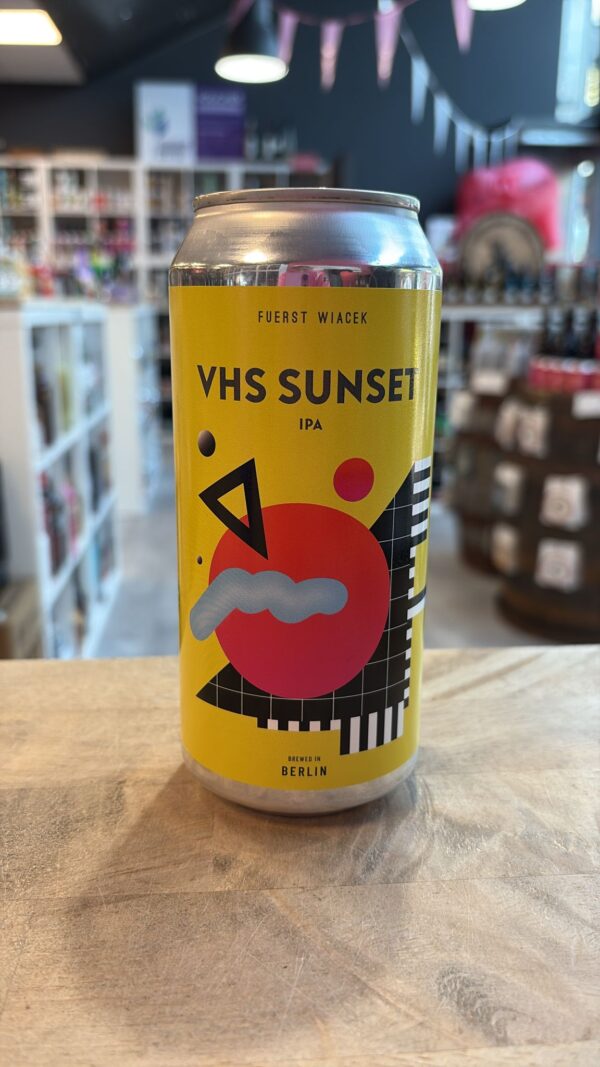 FUERST WIACEK
VHS SUNSET
IPA
BREWED IN
BERLIN